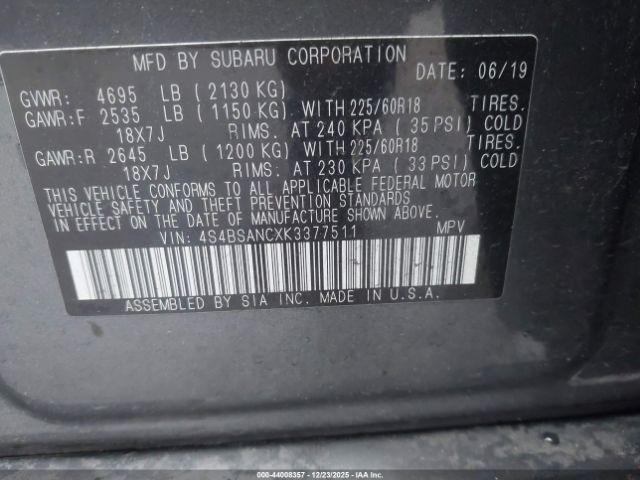 MFD BY SUBARU CORPORATION
DATE: 06/19
GVWR: 4695 LB ( 2130 KG)
GAWR:F 2535 LB ( 1150 KG) WITH 225/60R18 TIRES.
18X7J RIMS. AT 240 KPA ( 35 PSI) COLD
GAWR:R 2645 LB ( 1200 KG) WITH 225/60R18 TIRES.
18X7J RIMS. AT 230 KPA ( 33 PSI) COLD
THIS VEHICLE CONFORMS TO ALL APPLICABLE FEDERAL MOTOR
VEHICLE SAFETY AND THEFT PREVENTION STANDARDS
IN EFFECT ON THE DATE OF MANUFACTURE SHOWN ABOVE.
VIN: 4S4BSANCXK3377511 MPV
ASSEMBLED BY SIA INC. MADE IN U.S.A.
000-44008357 - 12/23/2025 - IAAI.COM